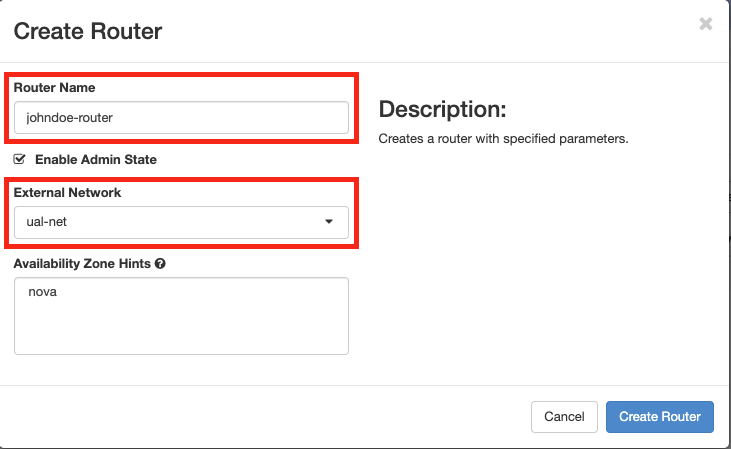 Create Router
Router Name
johndoe-router
Enable Admin State
External Network
ual-net
Availability Zone Hints
nova
Description:
Creates a router with specified parameters.
Cancel
Create Router